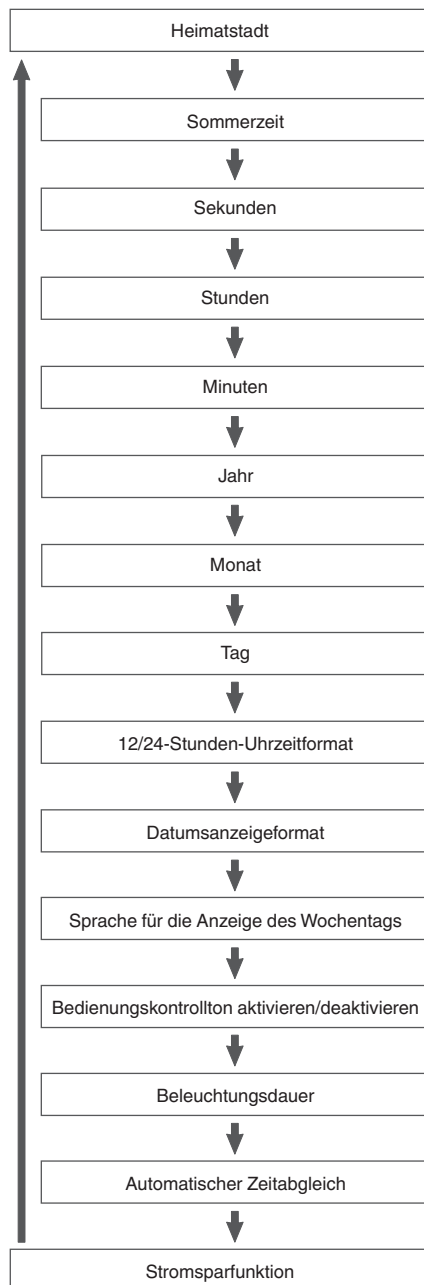 Heimatstadt
Sommerzeit
Sekunden
Stunden
Minuten
Jahr
Monat
Tag
12/24-Stunden-Uhrzeitformat
Datumsanzeigeformat
Sprache für die Anzeige des Wochentags
Bedienungskontrollton aktivieren/deaktivieren
Beleuchtungsdauer
Automatischer Zeitabgleich
Stromsparfunktion